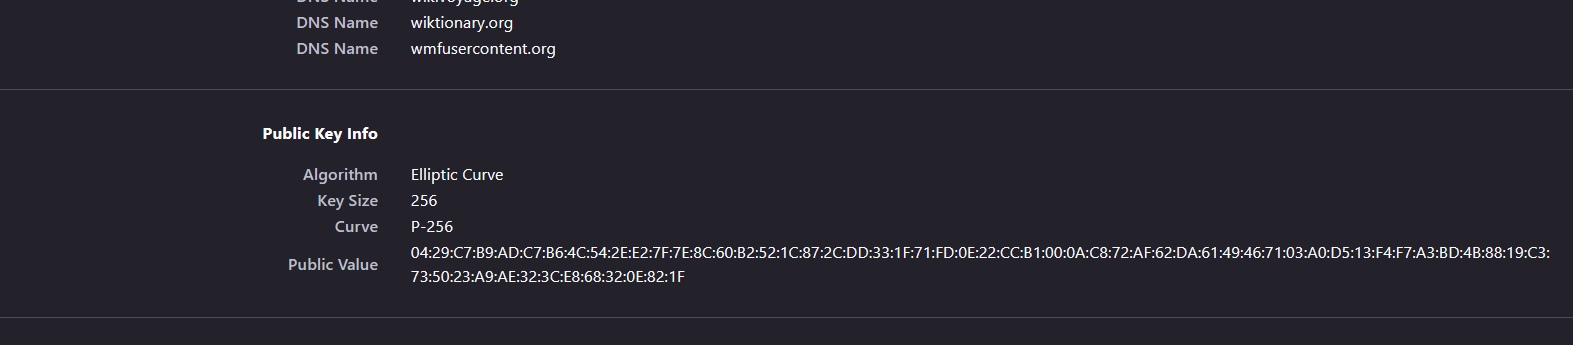 DNS Name wikivoyage.org
DNS Name wiktionary.org
DNS Name wmfusercontent.org
Public Key Info
Algorithm Elliptic Curve
Key Size 256
Curve P-256
Public Value 04:29:C7:B9:AD:C7:B6:4C:54:2E:E2:7F:7E:8C:60:B2:52:1C:87:2C:DD:33:1F:71:FD:0E:22:CC:B1:00:0A:C8:72:AF:62:DA:61:49:46:71:03:A0:D5:13:F4:F7:A3:BD:4B:88:19:C3:
73:50:23:A9:AE:32:3C:E8:68:32:0E:82:1F